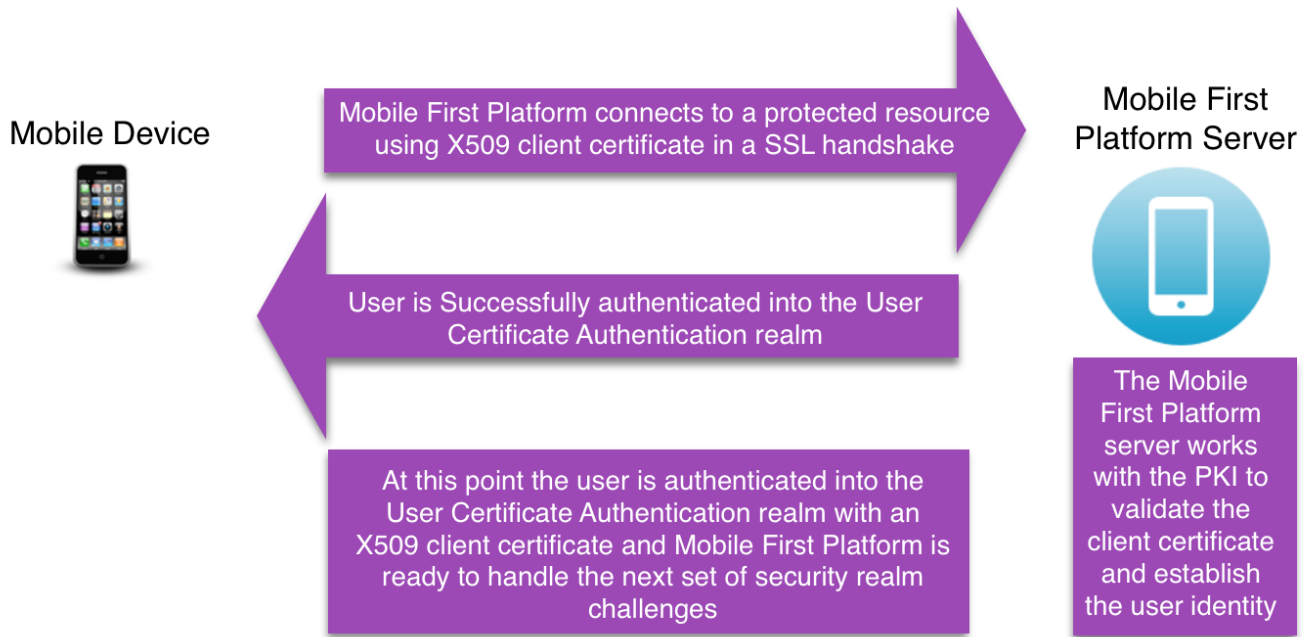 Mobile Device
Mobile First Platform connects to a protected resource
using X509 client certificate in a SSL handshake
Mobile First
Platform Server
User is Successfully authenticated into the User
Certificate Authentication realm
At this point the user is authenticated into the
User Certificate Authentication realm with an
X509 client certificate and Mobile First Platform is
ready to handle the next set of security realm
challenges
The Mobile
First Platform
server works
with the PKI to
validate the
client certificate
and establish
the user identity